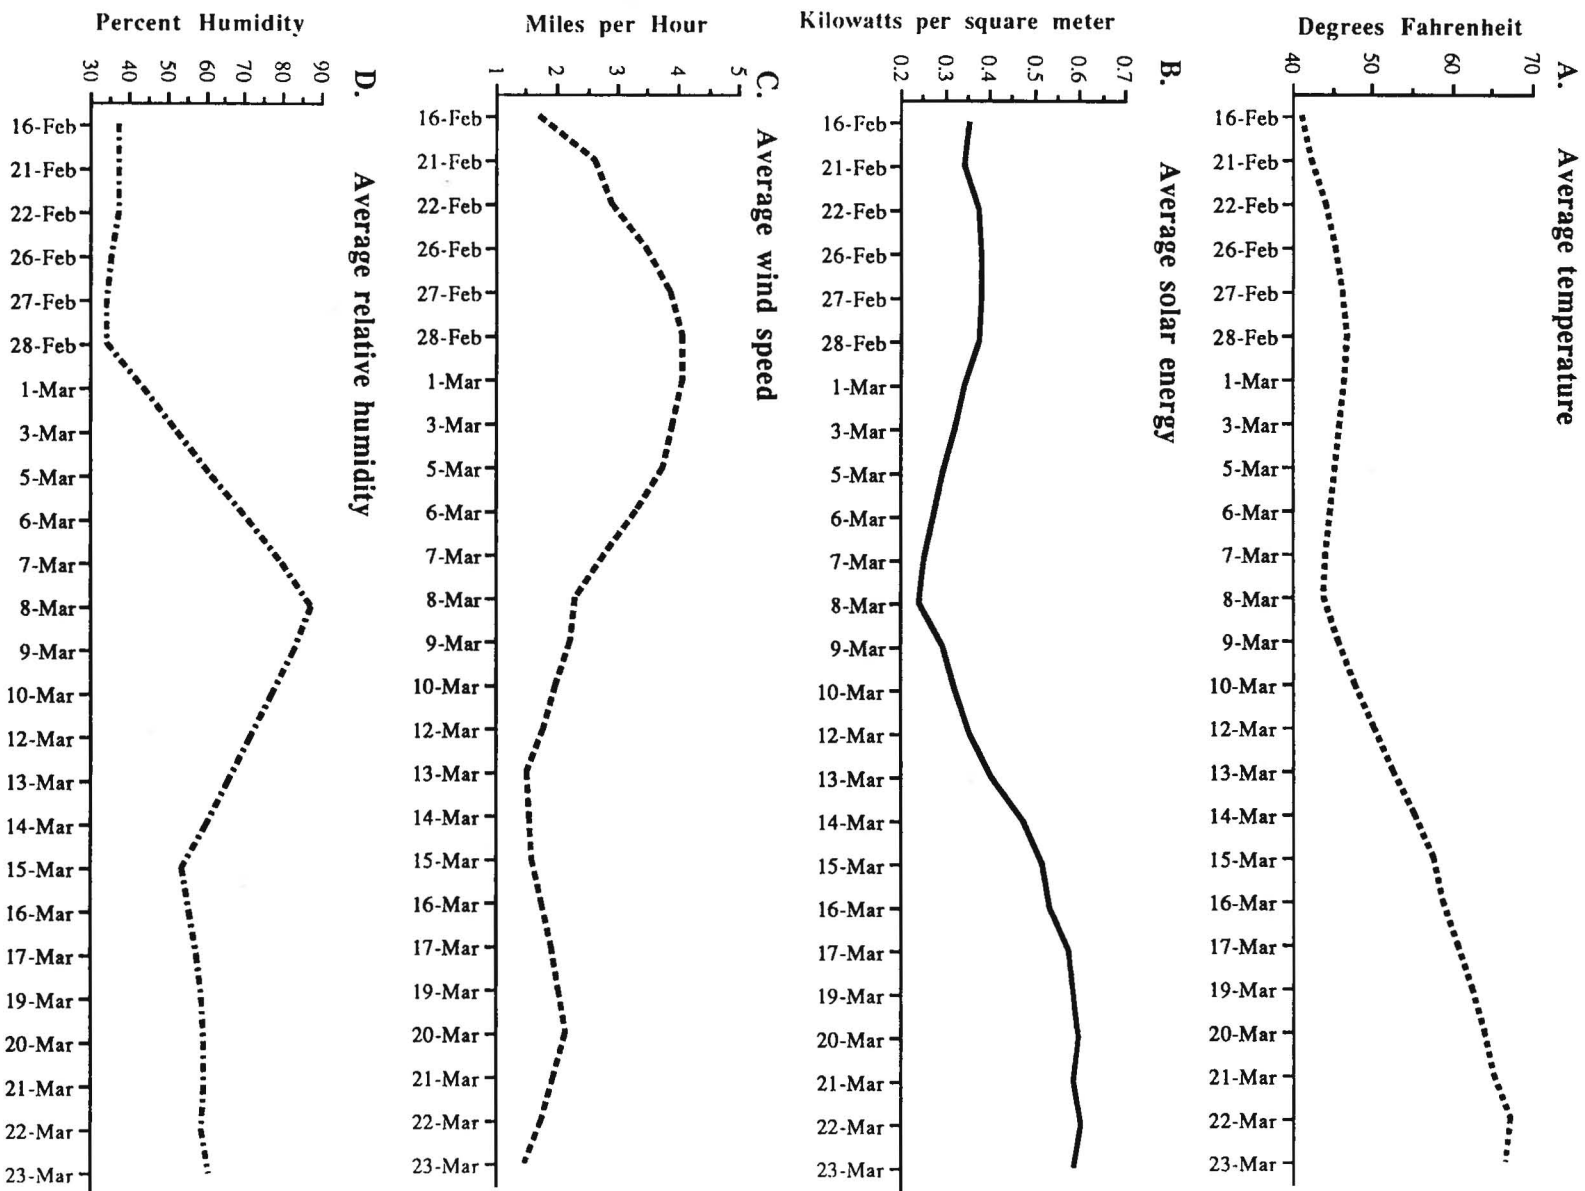 A. Average temperature
Degrees Fahrenheit
40 50 60 70
16-Feb
21-Feb
22-Feb
26-Feb
27-Feb
28-Feb
1-Mar
3-Mar
5-Mar
6-Mar
7-Mar
8-Mar
9-Mar
10-Mar
12-Mar
13-Mar
14-Mar
15-Mar
16-Mar
17-Mar
19-Mar
20-Mar
21-Mar
22-Mar
23-Mar
B. Average solar energy
Kilowatts per square meter
0.2 0.3 0.4 0.5 0.6 0.7
16-Feb
21-Feb
22-Feb
26-Feb
27-Feb
28-Feb
1-Mar
3-Mar
5-Mar
6-Mar
7-Mar
8-Mar
9-Mar
10-Mar
12-Mar
13-Mar
14-Mar
15-Mar
16-Mar
17-Mar
19-Mar
20-Mar
21-Mar
22-Mar
23-Mar
C. Average wind speed
Miles per Hour
1 2 3 4 5
16-Feb
21-Feb
22-Feb
26-Feb
27-Feb
28-Feb
1-Mar
3-Mar
5-Mar
6-Mar
7-Mar
8-Mar
9-Mar
10-Mar
12-Mar
13-Mar
14-Mar
15-Mar
16-Mar
17-Mar
19-Mar
20-Mar
21-Mar
22-Mar
23-Mar
D. Average relative humidity
Percent Humidity
30 40 50 60 70 80 90
16-Feb
21-Feb
22-Feb
26-Feb
27-Feb
28-Feb
1-Mar
3-Mar
5-Mar
6-Mar
7-Mar
8-Mar
9-Mar
10-Mar
12-Mar
13-Mar
14-Mar
15-Mar
16-Mar
17-Mar
19-Mar
20-Mar
21-Mar
22-Mar
23-Mar